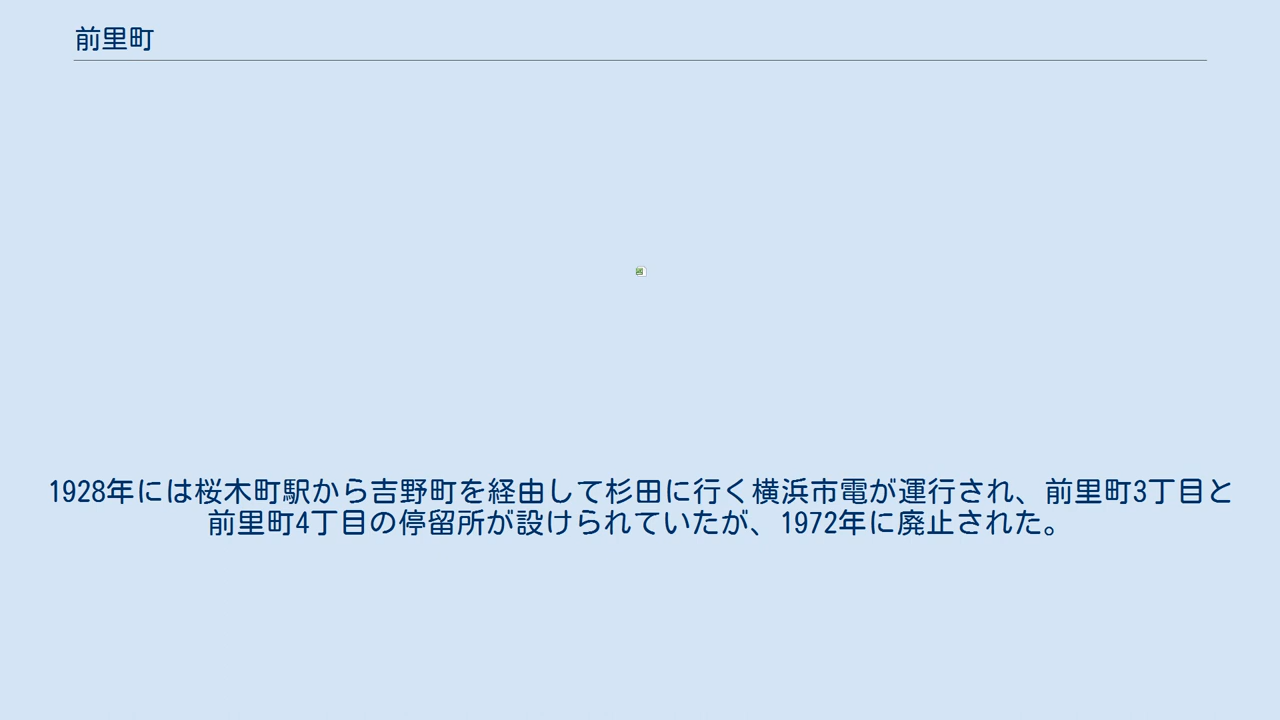 前里町
1928年には桜木町駅から吉野町を経由して杉田に行く横浜市電が運行され、前里町3丁目と
前里町4丁目の停留所が設けられていたが、1972年に廃止された。